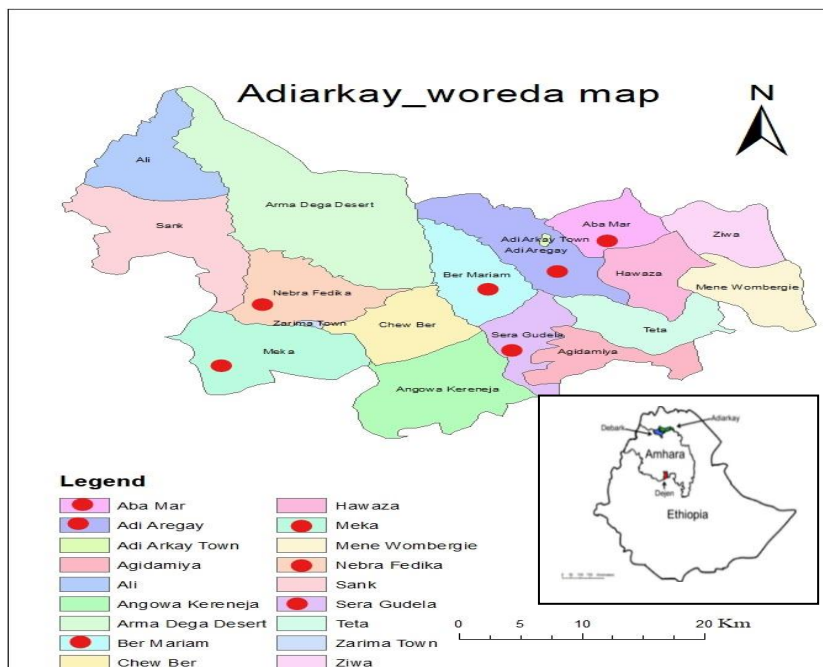 Adiarkay_woreda map
N
Ali
Arma Dega Desert
Sank
Aba Mar
Adi Arkay Town
Adi Aregay
Ziwa
Ber Mariam
Hawaza
Mene Wombergie
Nebra Fedika
Zarima Town
Chew Ber
Sera Gudela
Teta
Meka
Agidamiya
Angowa Kereneja
Debark
Adiarkay
Amhara
Dejen
Ethiopia
Legend
Aba Mar
Adi Aregay
Adi Arkay Town
Agidamiya
Ali
Angowa Kereneja
Arma Dega Desert
Ber Mariam
Chew Ber
Hawaza
Meka
Mene Wombergie
Nebra Fedika
Sank
Sera Gudela
Teta
Zarima Town
Ziwa
0 5 10 20 Km